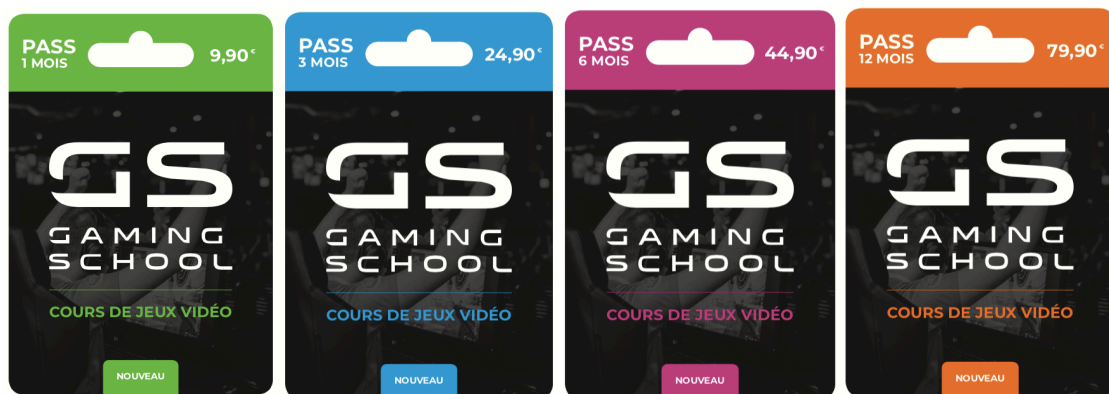 PASS
1 MOIS
9,90€
GS
GAMING
SCHOOL
COURS DE JEUX VIDÉO
NOUVEAU
PASS
3 MOIS
24,90€
GS
GAMING
SCHOOL
COURS DE JEUX VIDÉO
NOUVEAU
PASS
6 MOIS
44,90€
GS
GAMING
SCHOOL
COURS DE JEUX VIDÉO
NOUVEAU
PASS
12 MOIS
79,90€
GS
GAMING
SCHOOL
COURS DE JEUX VIDÉO
NOUVEAU